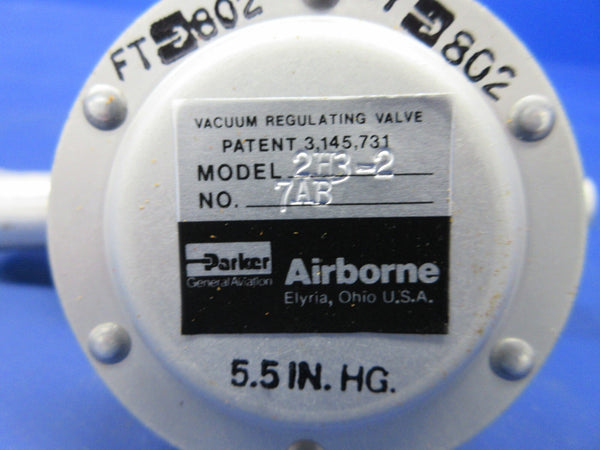 FT 802
T 802
VACUUM REGULATING VALVE
PATENT 3,145,731
MODEL 2H3-2
NO. 7AB
Parker
General Aviation
Airborne
Elyria, Ohio U.S.A.
5.5 IN. HG.